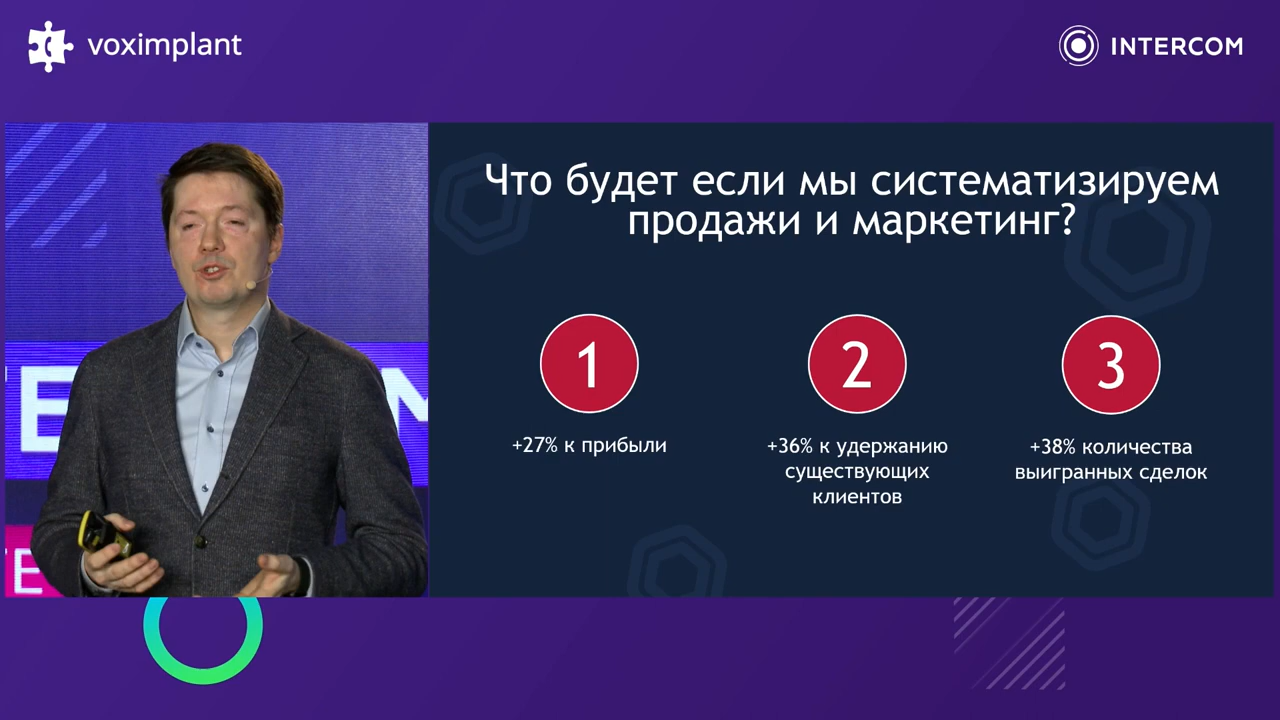 voximplant
INTERCOM
Что будет если мы систематизируем
продажи и маркетинг?
1
2
3
+27% к прибыли
+36% к удержанию
существующих
клиентов
+38% количества
выигранных сделок